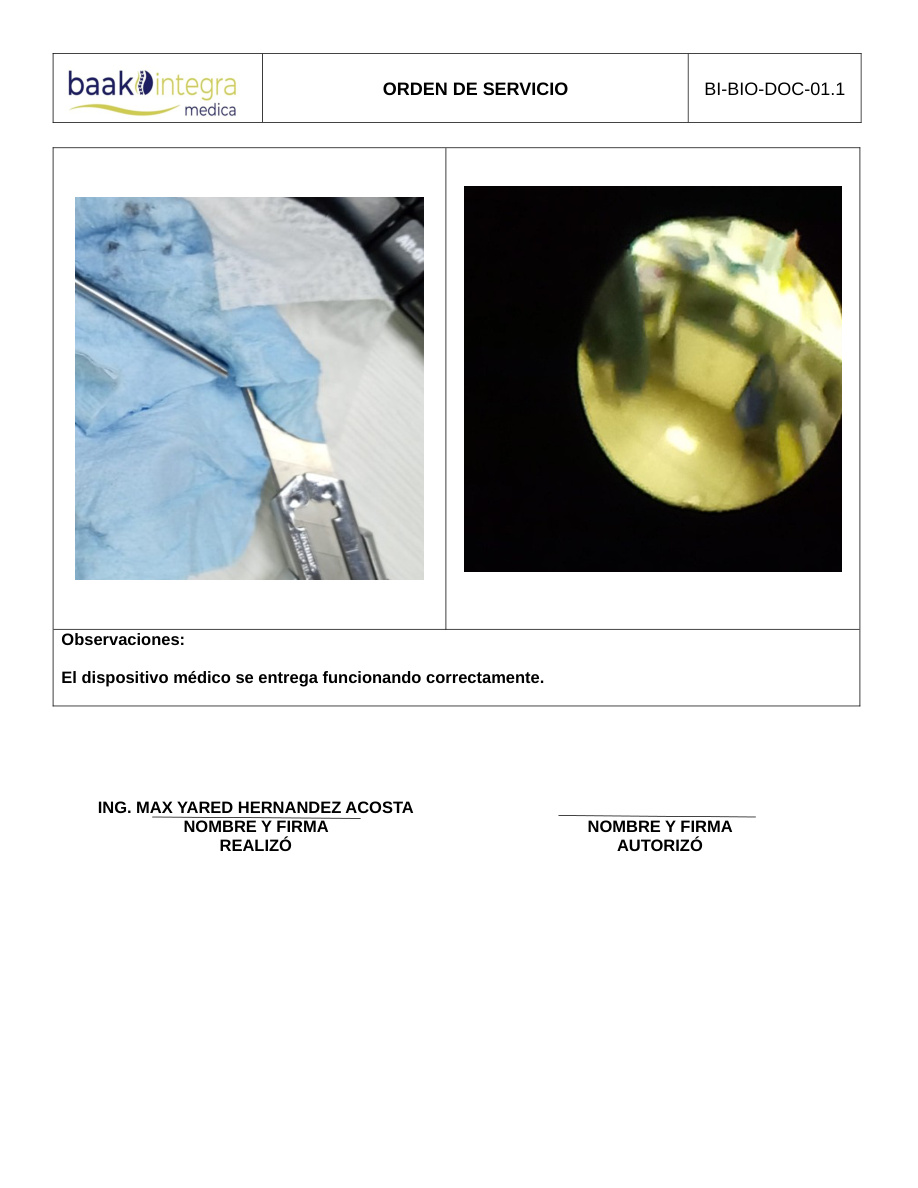 baak integra
medica
ORDEN DE SERVICIO
BI-BIO-DOC-01.1
Observaciones:
El dispositivo médico se entrega funcionando correctamente.
ING. MAX YARED HERNANDEZ ACOSTA
NOMBRE Y FIRMA
REALIZÓ
NOMBRE Y FIRMA
AUTORIZÓ